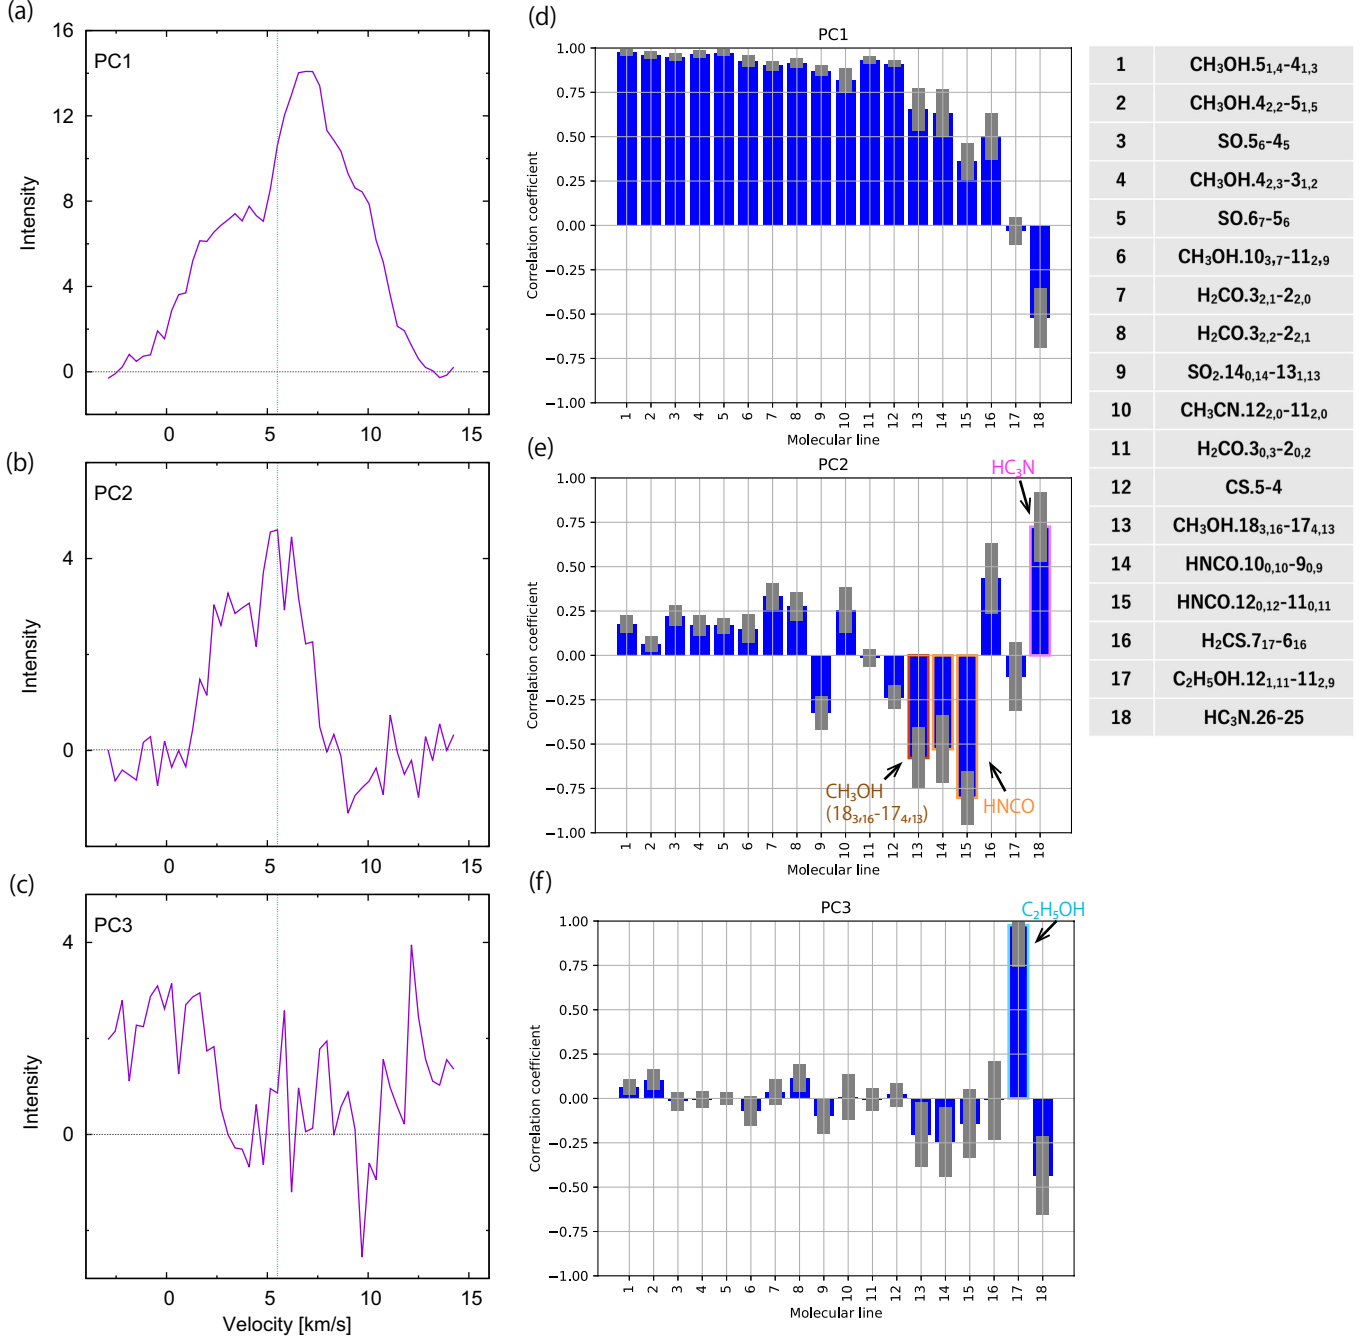 (a)
16
12
8
4
0
PC1
Intensity
0
5
10
15
(b)
4
0
PC2
Intensity
0
5
10
15
(c)
4
0
PC3
Intensity
0
5
10
15
Velocity [km/s]
(d)
PC1
1.00
0.75
0.50
0.25
0.00
−0.25
−0.50
−0.75
−1.00
Correlation coefficient
1 2 3 4 5 6 7 8 9 10 11 12 13 14 15 16 17 18
Molecular line
(e)
PC2
HC₃N
1.00
0.75
0.50
0.25
0.00
−0.25
−0.50
−0.75
−1.00
Correlation coefficient
CH₃OH
(18₃,₁₆-17₄,₁₃)
HNCO
1 2 3 4 5 6 7 8 9 10 11 12 13 14 15 16 17 18
Molecular line
(f)
PC3
C₂H₅OH
1.00
0.75
0.50
0.25
0.00
−0.25
−0.50
−0.75
−1.00
Correlation coefficient
1 2 3 4 5 6 7 8 9 10 11 12 13 14 15 16 17 18
Molecular line
1 CH₃OH.5₁,₄-4₁,₃
2 CH₃OH.4₂,₂-5₁,₅
3 SO.5₆-4₅
4 CH₃OH.4₂,₃-3₁,₂
5 SO.6₇-5₆
6 CH₃OH.10₃,₇-11₂,₉
7 H₂CO.3₂,₁-2₂,₀
8 H₂CO.3₂,₂-2₂,₁
9 SO₂.14₀,₁₄-13₁,₁₃
10 CH₃CN.12₂,₀-11₂,₀
11 H₂CO.3₀,₃-2₀,₂
12 CS.5-4
13 CH₃OH.18₃,₁₆-17₄,₁₃
14 HNCO.10₀,₁₀-9₀,₉
15 HNCO.12₀,₁₂-11₀,₁₁
16 H₂CS.7₁₇-6₁₆
17 C₂H₅OH.12₁,₁₁-11₂,₉
18 HC₃N.26-25